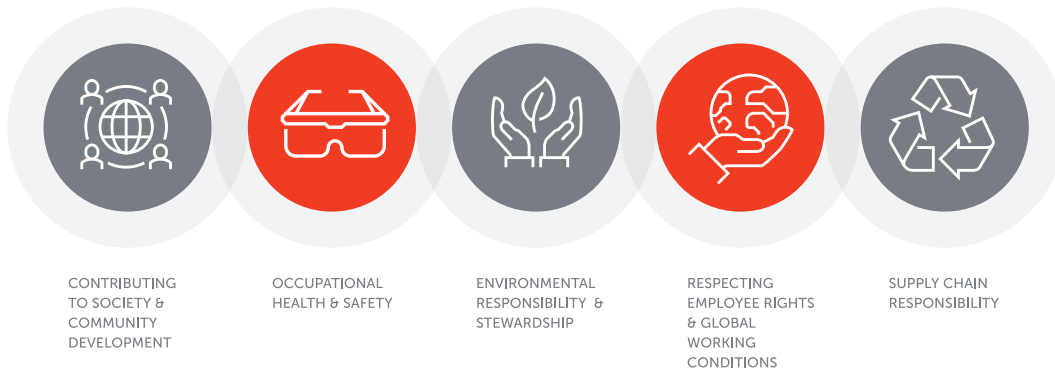 CONTRIBUTING
TO SOCIETY &
COMMUNITY
DEVELOPMENT
OCCUPATIONAL
HEALTH & SAFETY
ENVIRONMENTAL
RESPONSIBILITY &
STEWARDSHIP
RESPECTING
EMPLOYEE RIGHTS
& GLOBAL
WORKING
CONDITIONS
SUPPLY CHAIN
RESPONSIBILITY